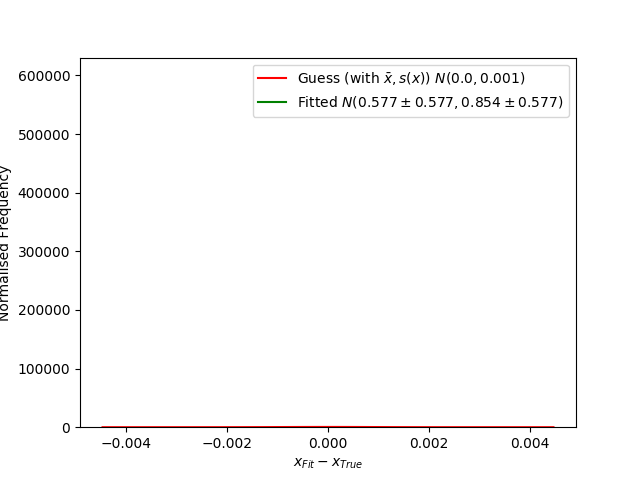 Guess (with x̄, s(x)) N(0.0, 0.001)
Fitted N(0.577 ± 0.577, 0.854 ± 0.577)
600000
500000
400000
300000
200000
100000
0
Normalised Frequency
−0.004 −0.002 0.000 0.002 0.004
x_Fit − x_True